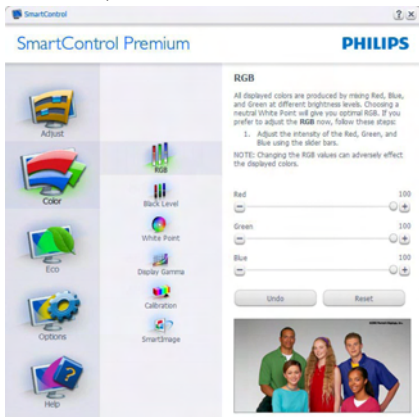 SmartControl
SmartControl Premium
PHILIPS
Adjust
Color
Eco
Options
Help
RGB
Black Level
White Point
Display Gamma
Calibration
SmartImage
RGB
All displayed colors are produced by mixing Red, Blue,
and Green at different brightness levels. Choosing a
neutral White Point will give you optimal RGB. If you
prefer to adjust the RGB now, follow these steps:
1. Adjust the intensity of the Red, Green, and
Blue using the slider bars.
NOTE: Changing the RGB values can adversely effect
the displayed colors.
Red 100
Green 100
Blue 100
Undo Reset